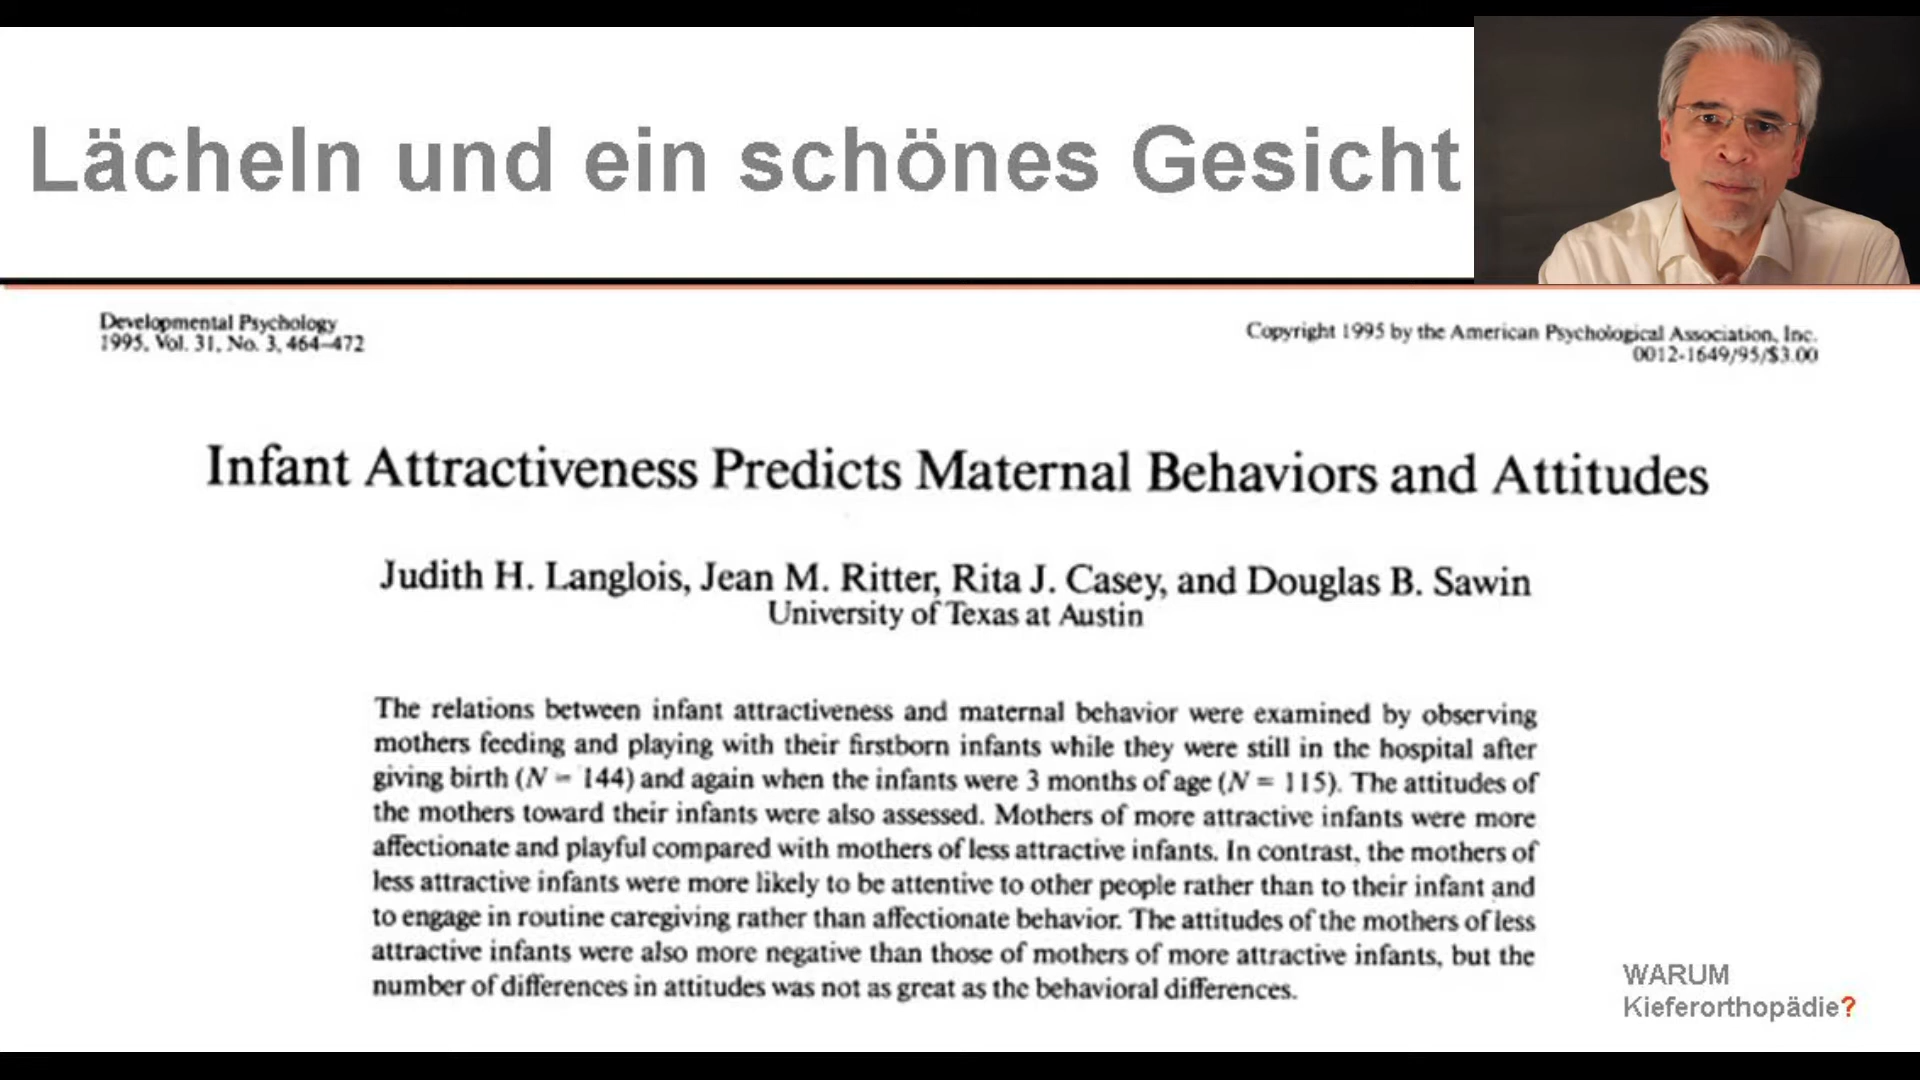 Lächeln und ein schönes Gesicht
Developmental Psychology
1995, Vol. 31, No. 3, 464–472
Copyright 1995 by the American Psychological Association, Inc.
0012-1649/95/$3.00
Infant Attractiveness Predicts Maternal Behaviors and Attitudes
Judith H. Langlois, Jean M. Ritter, Rita J. Casey, and Douglas B. Sawin
University of Texas at Austin
The relations between infant attractiveness and maternal behavior were examined by observing
mothers feeding and playing with their firstborn infants while they were still in the hospital after
giving birth (N = 144) and again when the infants were 3 months of age (N = 115). The attitudes of
the mothers toward their infants were also assessed. Mothers of more attractive infants were more
affectionate and playful compared with mothers of less attractive infants. In contrast, the mothers of
less attractive infants were more likely to be attentive to other people rather than to their infant and
to engage in routine caregiving rather than affectionate behavior. The attitudes of the mothers of less
attractive infants were also more negative than those of mothers of more attractive infants, but the
number of differences in attitudes was not as great as the behavioral differences.
WARUM
Kieferorthopädie?